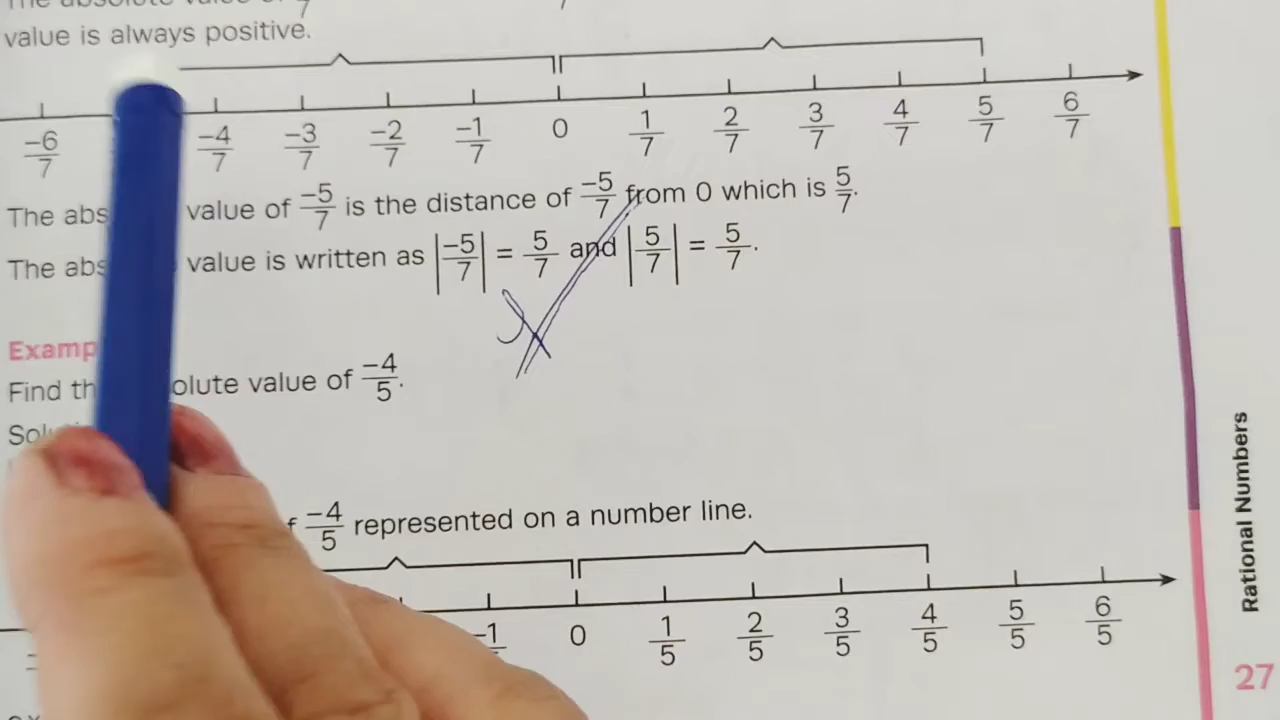 value is always positive.
-6/7 -4/7 -3/7 -2/7 -1/7 0 1/7 2/7 3/7 4/7 5/7 6/7
The abs value of -5/7 is the distance of -5/7 from 0 which is 5/7.
The abs value is written as |-5/7| = 5/7 and |5/7| = 5/7.
Examp
Find th olute value of -4/5.
Solu
f -4/5 represented on a number line.
-1 0 1/5 2/5 3/5 4/5 5/5 6/5
Rational Numbers
27